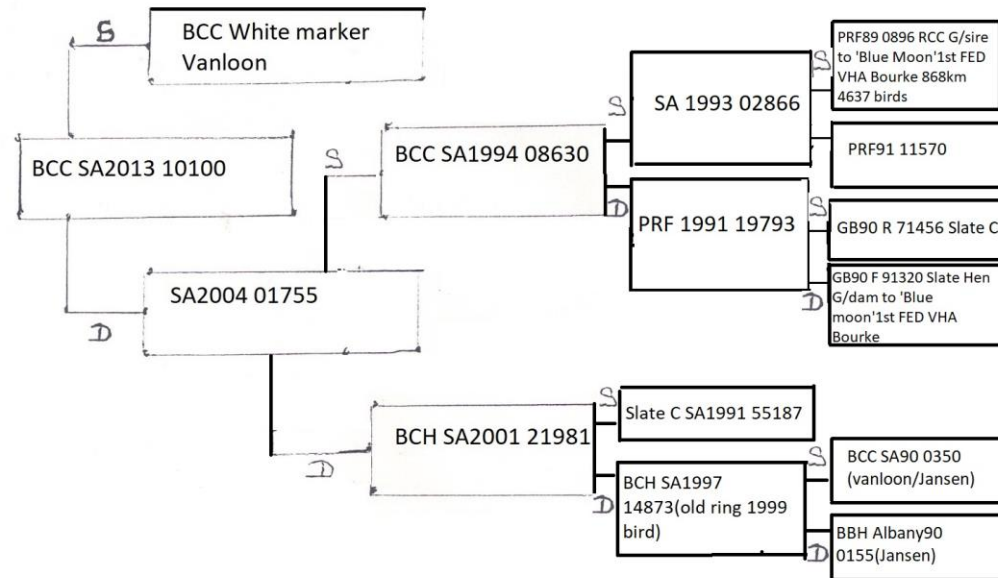 S
BCC White marker
Vanloon
BCC SA2013 10100
D
SA2004 01755
S
BCC SA1994 08630
S
SA 1993 02866
S
PRF89 0896 RCC G/sire
to 'Blue Moon'1st FED
VHA Bourke 868km
4637 birds
PRF91 11570
D
PRF 1991 19793
S
GB90 R 71456 Slate C
D
GB90 F 91320 Slate Hen
G/dam to 'Blue
moon'1st FED VHA
Bourke
D
BCH SA2001 21981
S
Slate C SA1991 55187
D
BCH SA1997
14873(old ring 1999
bird)
S
BCC SA90 0350
(vanloon/Jansen)
D
BBH Albany90
0155(Jansen)